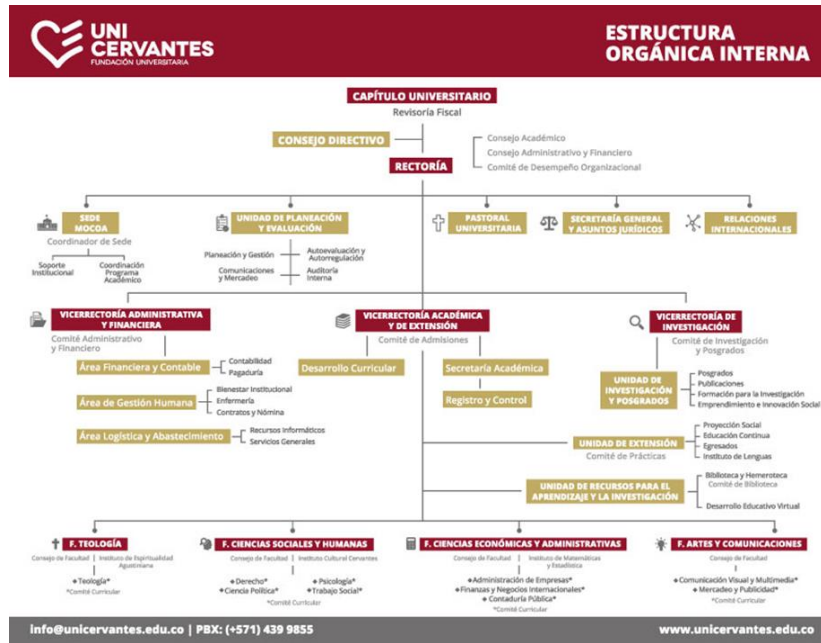 UNI
CERVANTES
FUNDACIÓN UNIVERSITARIA
ESTRUCTURA
ORGÁNICA INTERNA
CAPÍTULO UNIVERSITARIO
Revisoría Fiscal
CONSEJO DIRECTIVO
Consejo Académico
Consejo Administrativo y Financiero
Comité de Desempeño Organizacional
RECTORÍA
SEDE
MOCOA
Coordinador de Sede
Soporte
Institucional
Coordinación
Programa
Académico
UNIDAD DE PLANEACIÓN
Y EVALUACIÓN
Planeación y Gestión
Autoevaluación y
Autorregulación
Comunicaciones
y Mercadeo
Auditoría
Interna
PASTORAL
UNIVERSITARIA
SECRETARÍA GENERAL
Y ASUNTOS JURÍDICOS
RELACIONES
INTERNACIONALES
VICERRECTORÍA ADMINISTRATIVA
Y FINANCIERA
Comité Administrativo
y Financiero
Área Financiera y Contable
Contabilidad
Pagaduría
Área de Gestión Humana
Bienestar Institucional
Enfermería
Contratos y Nómina
Área Logística y Abastecimiento
Recursos Informáticos
Servicios Generales
VICERRECTORÍA ACADÉMICA
Y DE EXTENSIÓN
Comité de Admisiones
Desarrollo Curricular
Secretaría Académica
Registro y Control
VICERRECTORÍA DE
INVESTIGACIÓN
Comité de Investigación
y Posgrados
UNIDAD DE
INVESTIGACIÓN
Y POSGRADOS
Posgrados
Publicaciones
Formación para la Investigación
Emprendimiento e Innovación Social
UNIDAD DE EXTENSIÓN
Comité de Prácticas
Proyección Social
Educación Continua
Egresados
Instituto de Lenguas
UNIDAD DE RECURSOS PARA EL
APRENDIZAJE Y LA INVESTIGACIÓN
Biblioteca y Hemeroteca
Comité de Biblioteca
Desarrollo Educativo Virtual
F. TEOLOGÍA
Consejo de Facultad | Instituto de Espiritualidad
Agustiniana
+Teología*
*Comité Curricular
F. CIENCIAS SOCIALES Y HUMANAS
Consejo de Facultad | Instituto Cultural Cervantes
+Derecho* +Psicología*
+Ciencia Política* +Trabajo Social*
*Comité Curricular
F. CIENCIAS ECONÓMICAS Y ADMINISTRATIVAS
Consejo de Facultad | Instituto de Matemáticas
y Estadística
+Administración de Empresas*
+Finanzas y Negocios Internacionales*
+ Contaduría Pública*
*Comité Curricular
F. ARTES Y COMUNICACIONES
Consejo de Facultad
+Comunicación Visual y Multimedia*
+ Mercadeo y Publicidad*
*Comité Curricular
info@unicervantes.edu.co | PBX: (+571) 439 9855
www.unicervantes.edu.co